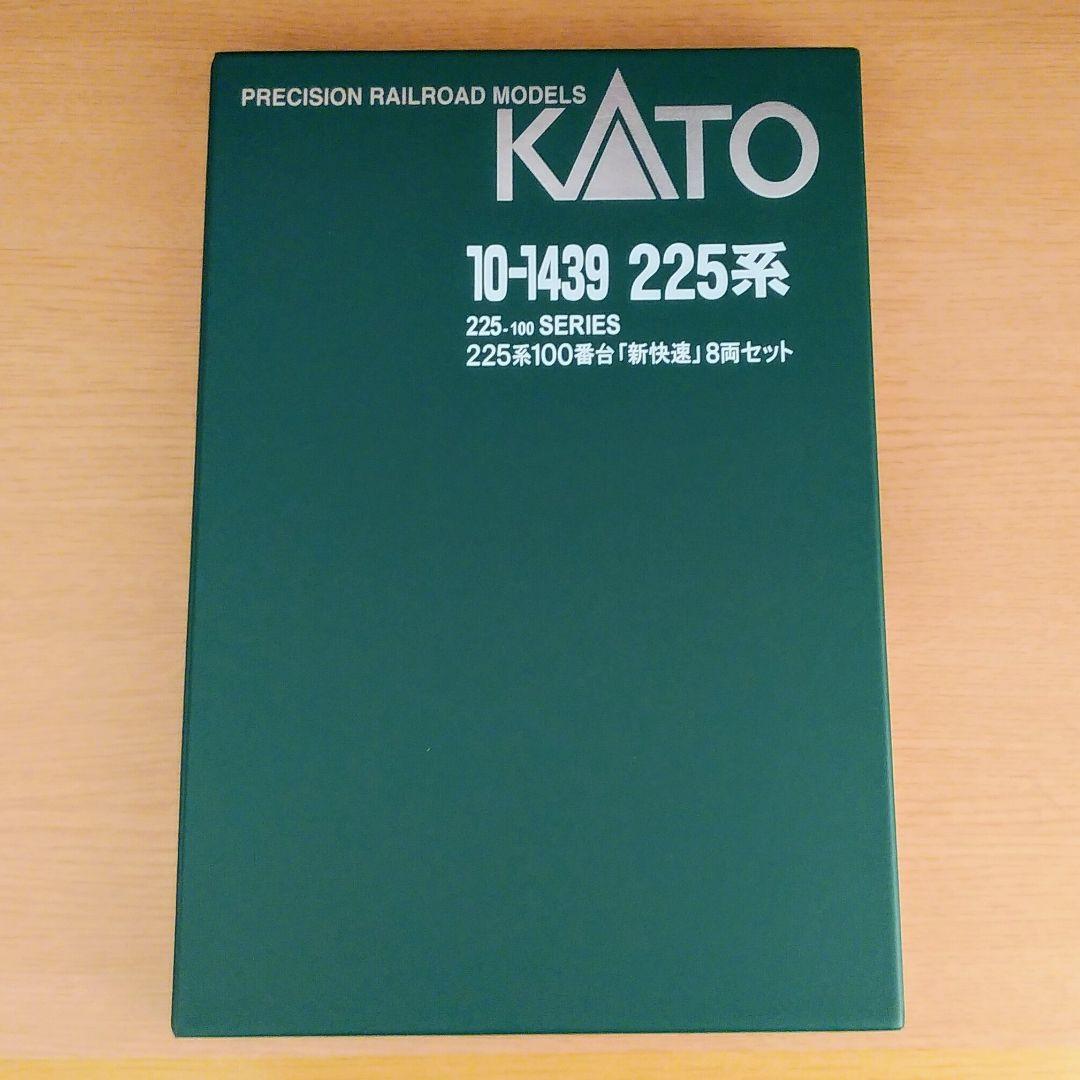 PRECISION RAILROAD MODELS
KATO
10-1439 225系
225-100 SERIES
225系100番台「新快速」8両セット